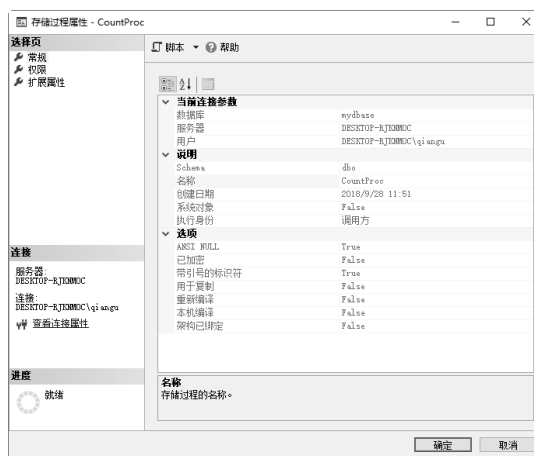 存储过程属性 - CountProc
选择页
常规
权限
扩展属性
脚本 帮助
当前连接参数
数据库 mydbase
服务器 DESKTOP-RJKNMOC
用户 DESKTOP-RJKNMOC\qiangu
说明
Schema dbo
名称 CountProc
创建日期 2018/9/28 11:51
系统对象 False
执行身份 调用方
选项
ANSI NULL True
已加密 False
带引号的标识符 True
用于复制 False
重新编译 False
本机编译 False
架构已绑定 False
连接
服务器:
DESKTOP-RJKNMOC
连接:
DESKTOP-RJKNMOC\qiangu
查看连接属性
进度
就绪
名称
存储过程的名称。
确定 取消